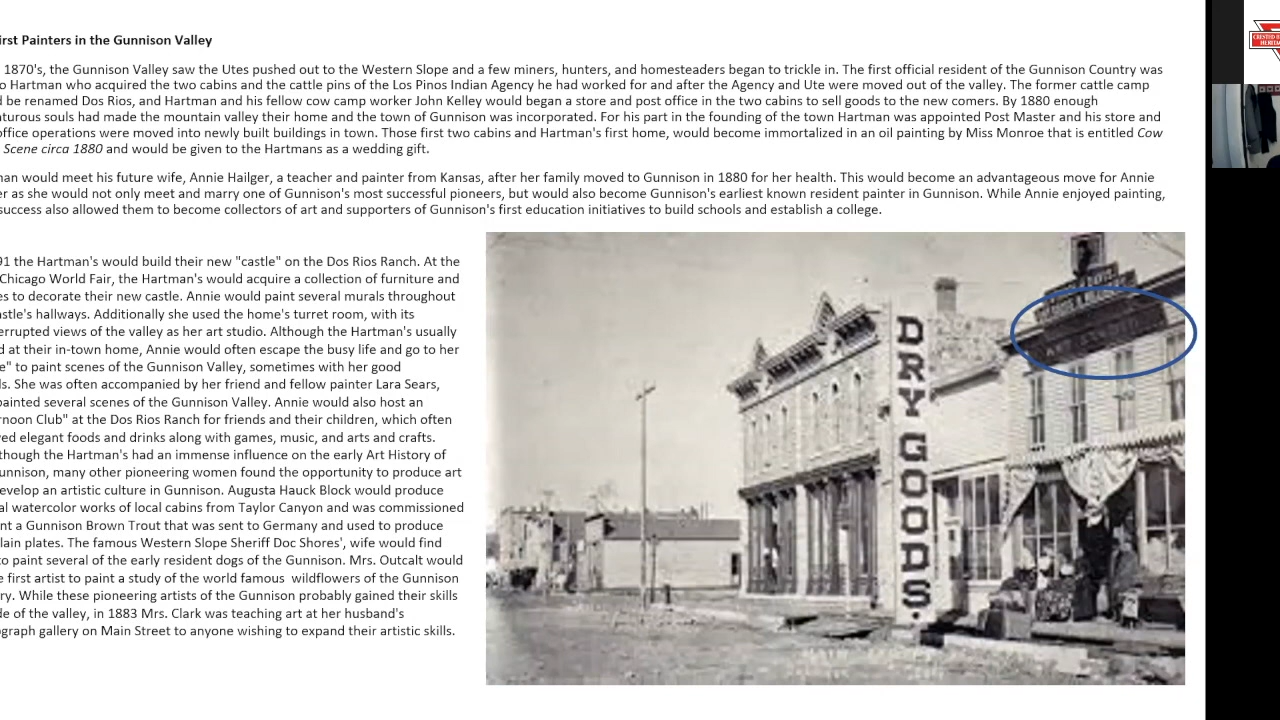 irst Painters in the Gunnison Valley
1870's, the Gunnison Valley saw the Utes pushed out to the Western Slope and a few miners, hunters, and homesteaders began to trickle in. The first official resident of the Gunnison Country was
o Hartman who acquired the two cabins and the cattle pins of the Los Pinos Indian Agency he had worked for and after the Agency and Ute were moved out of the valley. The former cattle camp
d be renamed Dos Rios, and Hartman and his fellow cow camp worker John Kelley would began a store and post office in the two cabins to sell goods to the new comers. By 1880 enough
nturous souls had made the mountain valley their home and the town of Gunnison was incorporated. For his part in the founding of the town Hartman was appointed Post Master and his store and
office operations were moved into newly built buildings in town. Those first two cabins and Hartman's first home, would become immortalized in an oil painting by Miss Monroe that is entitled Cow
Scene circa 1880 and would be given to the Hartmans as a wedding gift.
man would meet his future wife, Annie Hailger, a teacher and painter from Kansas, after her family moved to Gunnison in 1880 for her health. This would become an advantageous move for Annie
er as she would not only meet and marry one of Gunnison's most successful pioneers, but would also become Gunnison's earliest known resident painter in Gunnison. While Annie enjoyed painting,
success also allowed them to become collectors of art and supporters of Gunnison's first education initiatives to build schools and establish a college.
91 the Hartman's would build their new "castle" on the Dos Rios Ranch. At the
Chicago World Fair, the Hartman's would acquire a collection of furniture and
es to decorate their new castle. Annie would paint several murals throughout
astle's hallways. Additionally she used the home's turret room, with its
errupted views of the valley as her art studio. Although the Hartman's usually
d at their in-town home, Annie would often escape the busy life and go to her
e" to paint scenes of the Gunnison Valley, sometimes with her good
ls. She was often accompanied by her friend and fellow painter Lara Sears,
painted several scenes of the Gunnison Valley. Annie would also host an
rnoon Club" at the Dos Rios Ranch for friends and their children, which often
ved elegant foods and drinks along with games, music, and arts and crafts.
though the Hartman's had an immense influence on the early Art History of
unnison, many other pioneering women found the opportunity to produce art
evelop an artistic culture in Gunnison. Augusta Hauck Block would produce
al watercolor works of local cabins from Taylor Canyon and was commissioned
nt a Gunnison Brown Trout that was sent to Germany and used to produce
lain plates. The famous Western Slope Sheriff Doc Shores', wife would find
to paint several of the early resident dogs of the Gunnison. Mrs. Outcalt would
e first artist to paint a study of the world famous wildflowers of the Gunnison
ry. While these pioneering artists of the Gunnison probably gained their skills
de of the valley, in 1883 Mrs. Clark was teaching art at her husband's
ograph gallery on Main Street to anyone wishing to expand their artistic skills.
DRY GOODS.